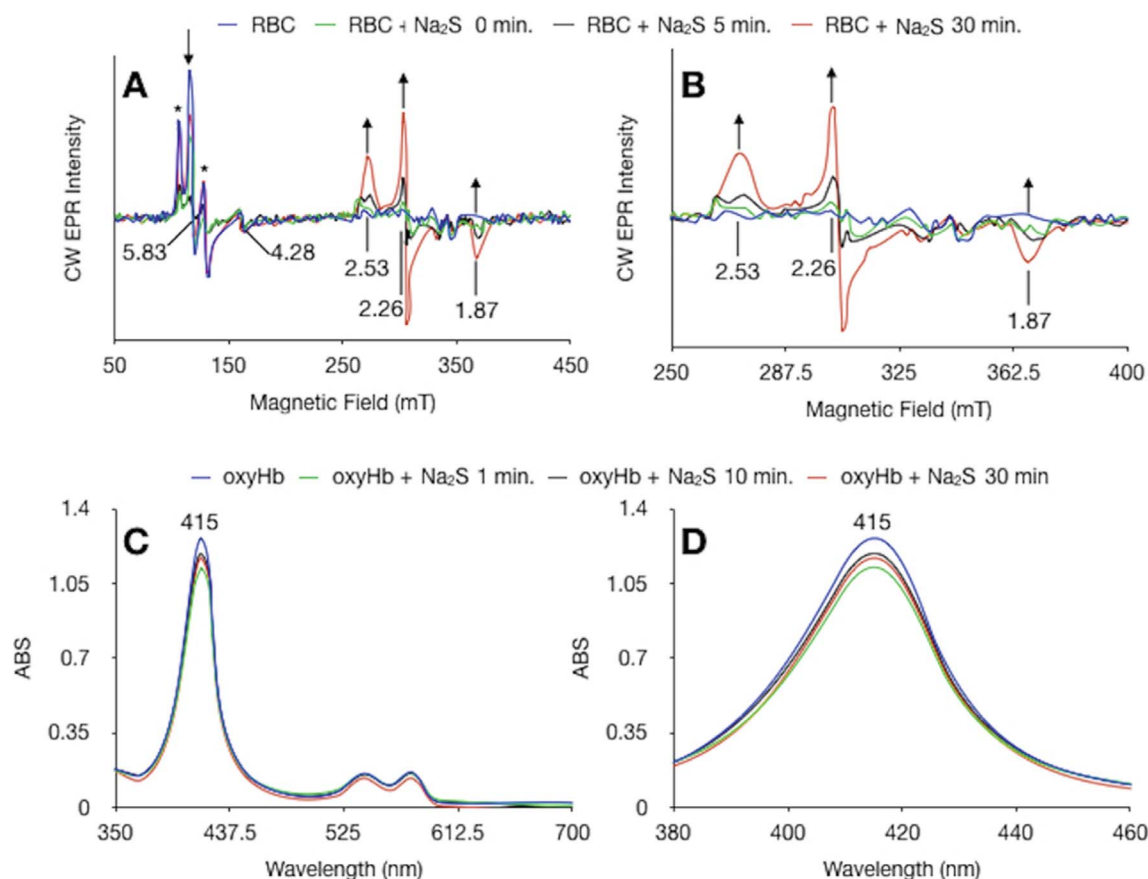 RBC RBC + Na₂S 0 min. RBC + Na₂S 5 min. RBC + Na₂S 30 min.
A
CW EPR Intensity
*
*
5.83
4.28
2.53
2.26
1.87
50 150 250 350 450
Magnetic Field (mT)
B
CW EPR Intensity
2.53
2.26
1.87
250 287.5 325 362.5 400
Magnetic Field (mT)
oxyHb oxyHb + Na₂S 1 min. oxyHb + Na₂S 10 min. oxyHb + Na₂S 30 min
C
415
ABS
1.4
1.05
0.7
0.35
0
350 437.5 525 612.5 700
Wavelength (nm)
D
415
ABS
1.4
1.05
0.7
0.35
0
380 400 420 440 460
Wavelength (nm)